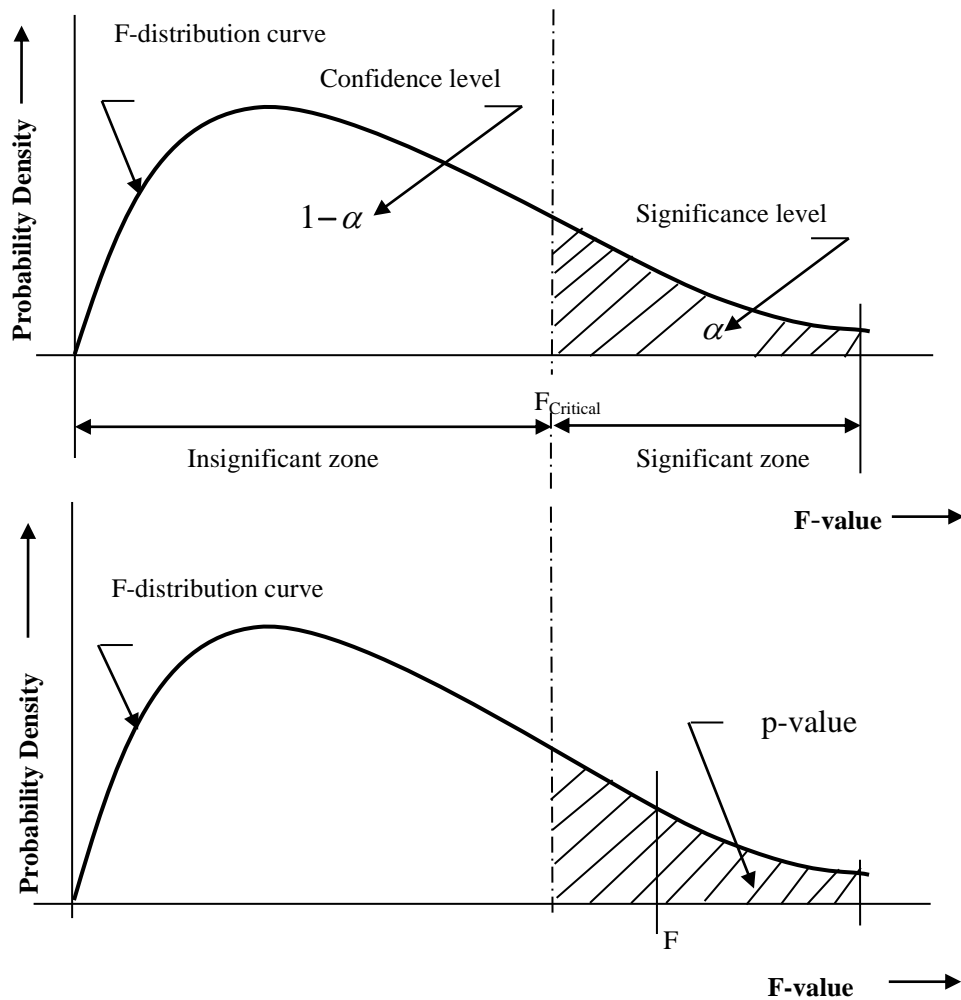 F-distribution curve
Confidence level
Probability Density
1−α
Significance level
α
F_Critical
Insignificant zone
Significant zone
F-value
F-distribution curve
Probability Density
p-value
F
F-value